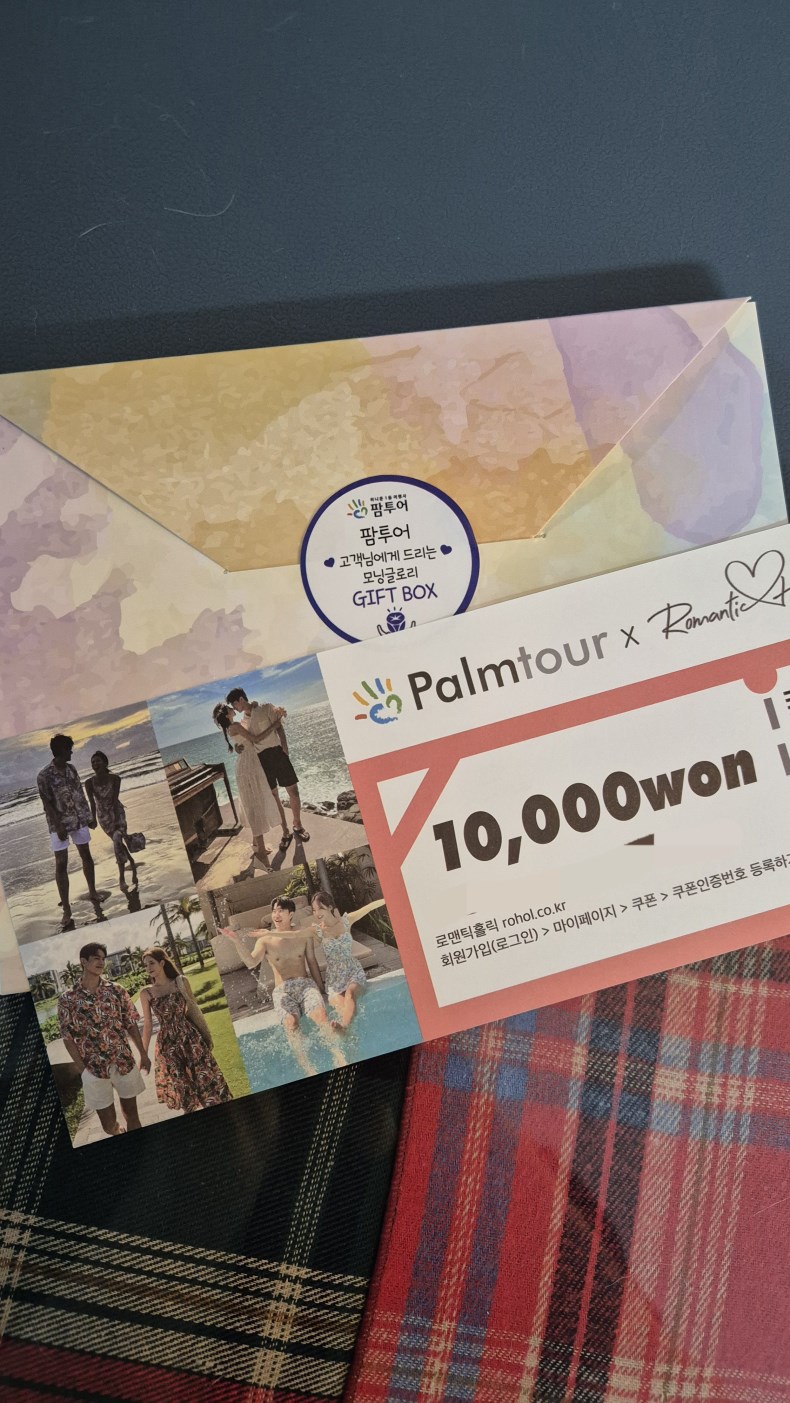 팜투어
팜투어
고객님에게 드리는
모닝글로리
GIFT BOX
Palmtour x Romantic
10,000won
로맨틱홀릭 rohol.co.kr
회원가입(로그인) > 마이페이지 > 쿠폰 > 쿠폰인증번호 등록하기